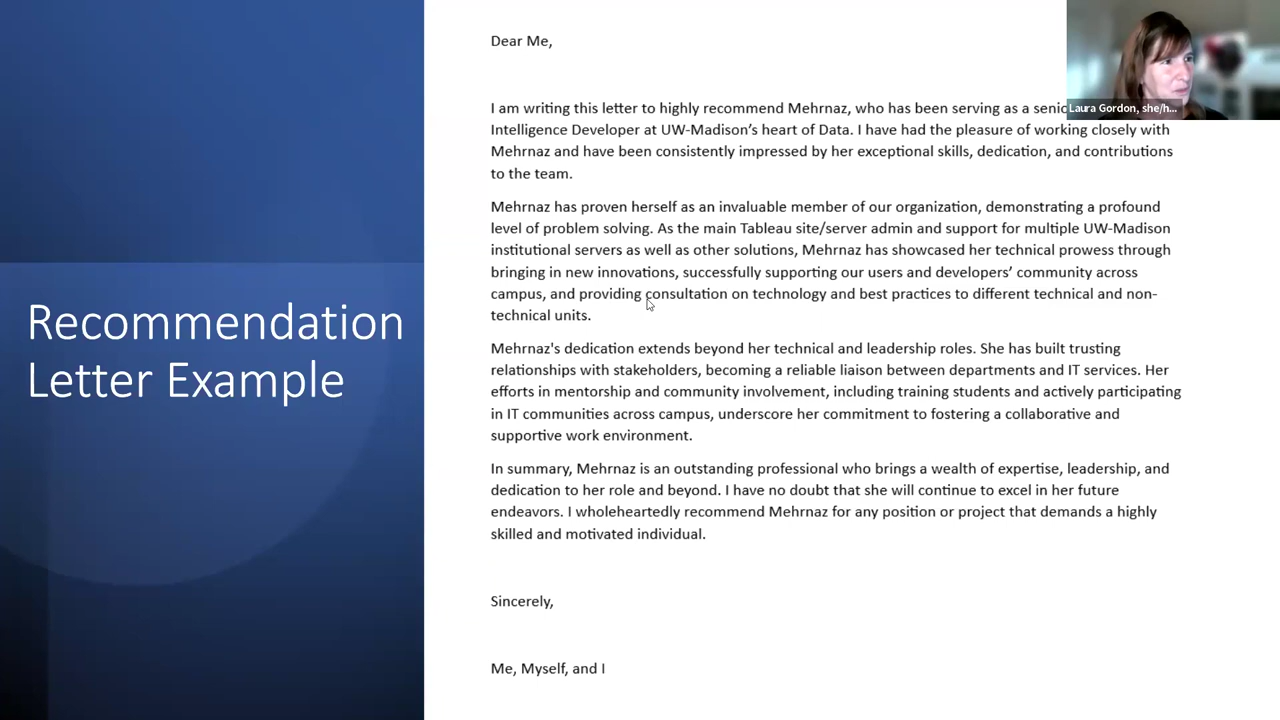 Recommendation
Letter Example
Dear Me,
I am writing this letter to highly recommend Mehrnaz, who has been serving as a
Intelligence Developer at UW-Madison’s heart of Data. I have had the pleasure of working closely with
Mehrnaz and have been consistently impressed by her exceptional skills, dedication, and contributions
to the team.
Mehrnaz has proven herself as an invaluable member of our organization, demonstrating a profound
level of problem solving. As the main Tableau site/server admin and support for multiple UW-Madison
institutional servers as well as other solutions, Mehrnaz has showcased her technical prowess through
bringing in new innovations, successfully supporting our users and developers’ community across
campus, and providing consultation on technology and best practices to different technical and non-
technical units.
Mehrnaz's dedication extends beyond her technical and leadership roles. She has built trusting
relationships with stakeholders, becoming a reliable liaison between departments and IT services. Her
efforts in mentorship and community involvement, including training students and actively participating
in IT communities across campus, underscore her commitment to fostering a collaborative and
supportive work environment.
In summary, Mehrnaz is an outstanding professional who brings a wealth of expertise, leadership, and
dedication to her role and beyond. I have no doubt that she will continue to excel in her future
endeavors. I wholeheartedly recommend Mehrnaz for any position or project that demands a highly
skilled and motivated individual.
Sincerely,
Me, Myself, and I
Laura Gordon, she/h...